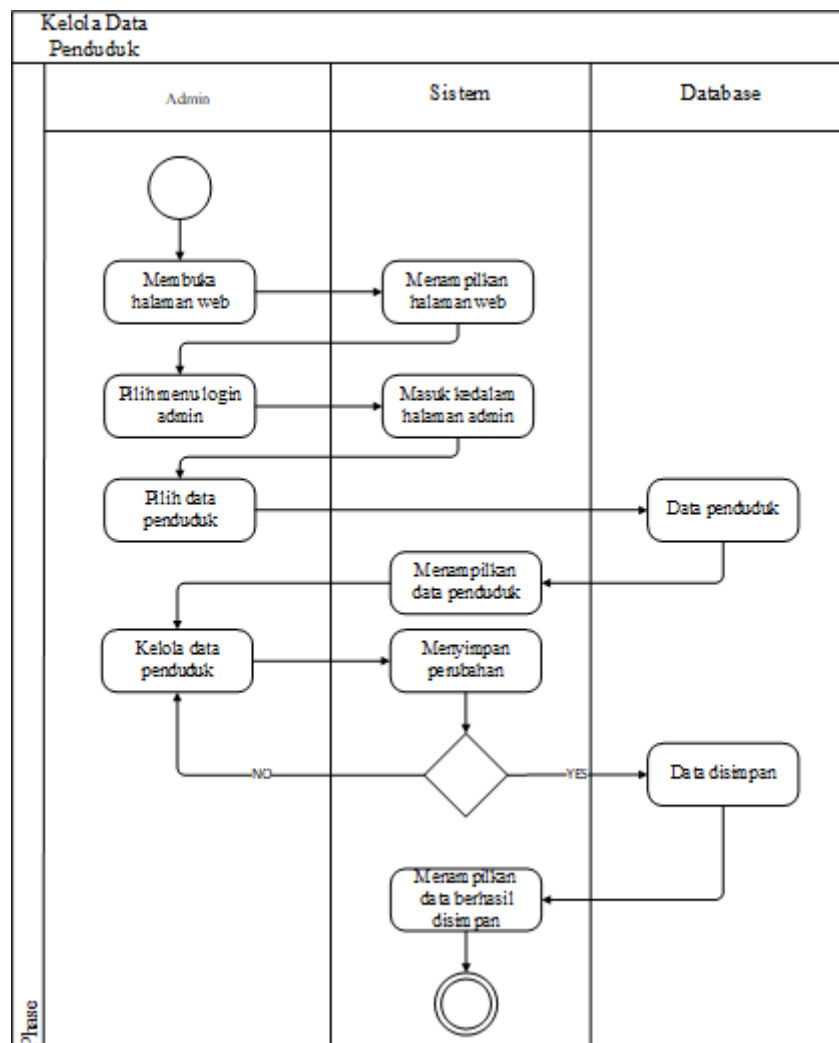 Kelola Data
Penduduk
Admin
Sistem
Database
Membuka
halaman web
Menampilkan
halaman web
Pilih menu login
admin
Masuk kedalam
halaman admin
Pilih data
penduduk
Data penduduk
Menampilkan
data penduduk
Kelola data
penduduk
Menyimpan
perubahan
NO
YES
Data disimpan
Menampilkan
data berhasil
disimpan
Phase